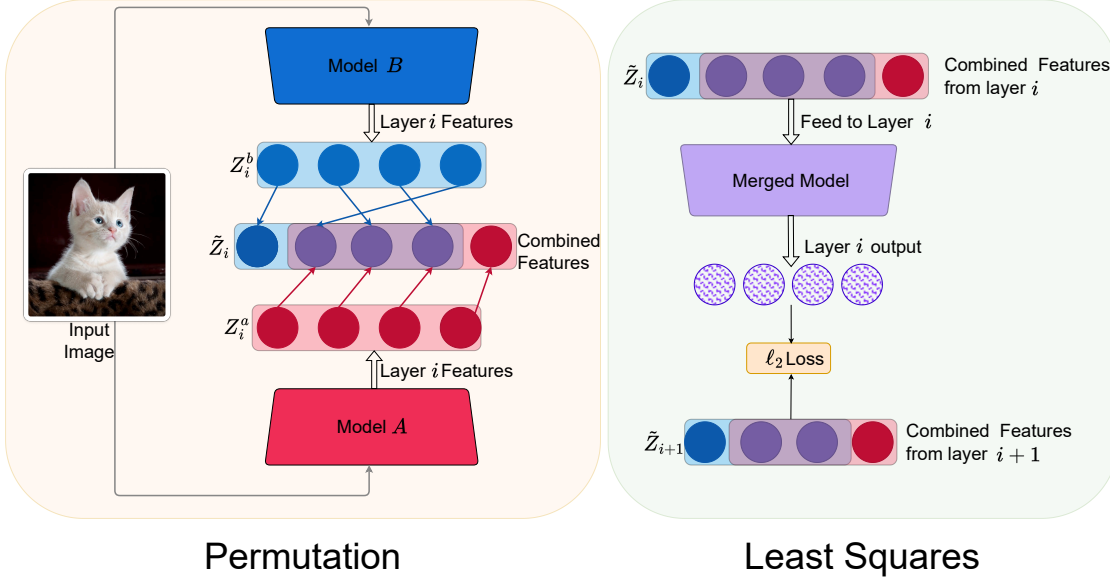 Model B
Layer i Features
Z_i^b
Z̃_i
Combined
Features
Z_i^a
Layer i Features
Model A
Input
Image
Permutation
Z̃_i
Combined Features
from layer i
Feed to Layer i
Merged Model
Layer i output
ℓ₂ Loss
Z̃_{i+1}
Combined Features
from layer i + 1
Least Squares